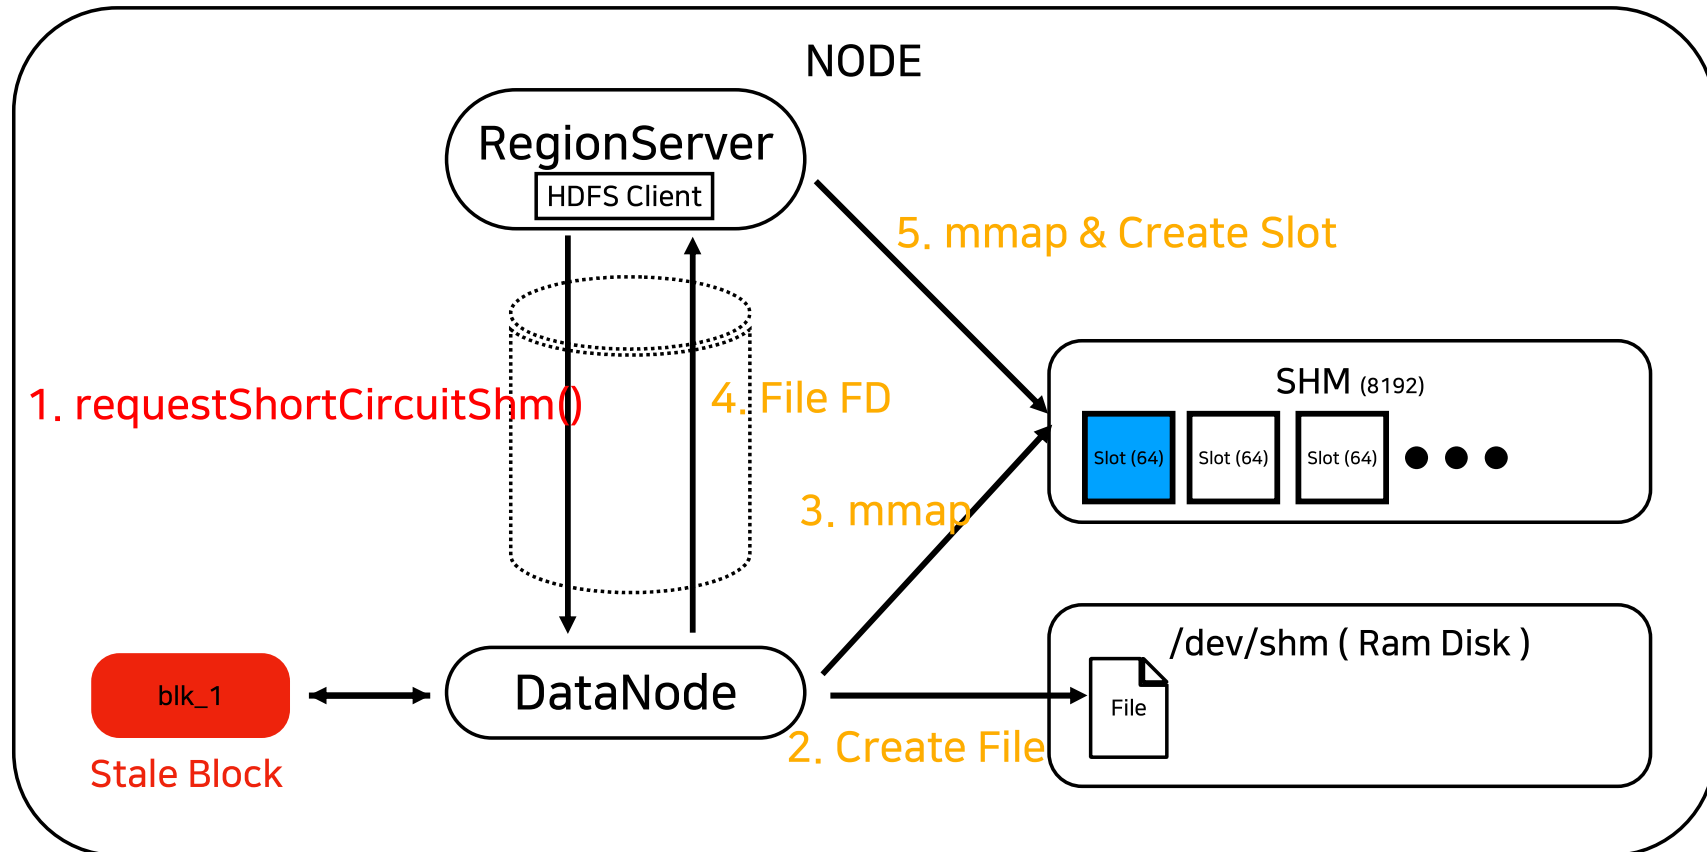 NODE
RegionServer
HDFS Client
5. mmap & Create Slot
1. requestShortCircuitShm()
4. File FD
SHM (8192)
Slot (64)
Slot (64)
Slot (64)
3. mmap
/dev/shm ( Ram Disk )
File
blk_1
DataNode
2. Create File
Stale Block